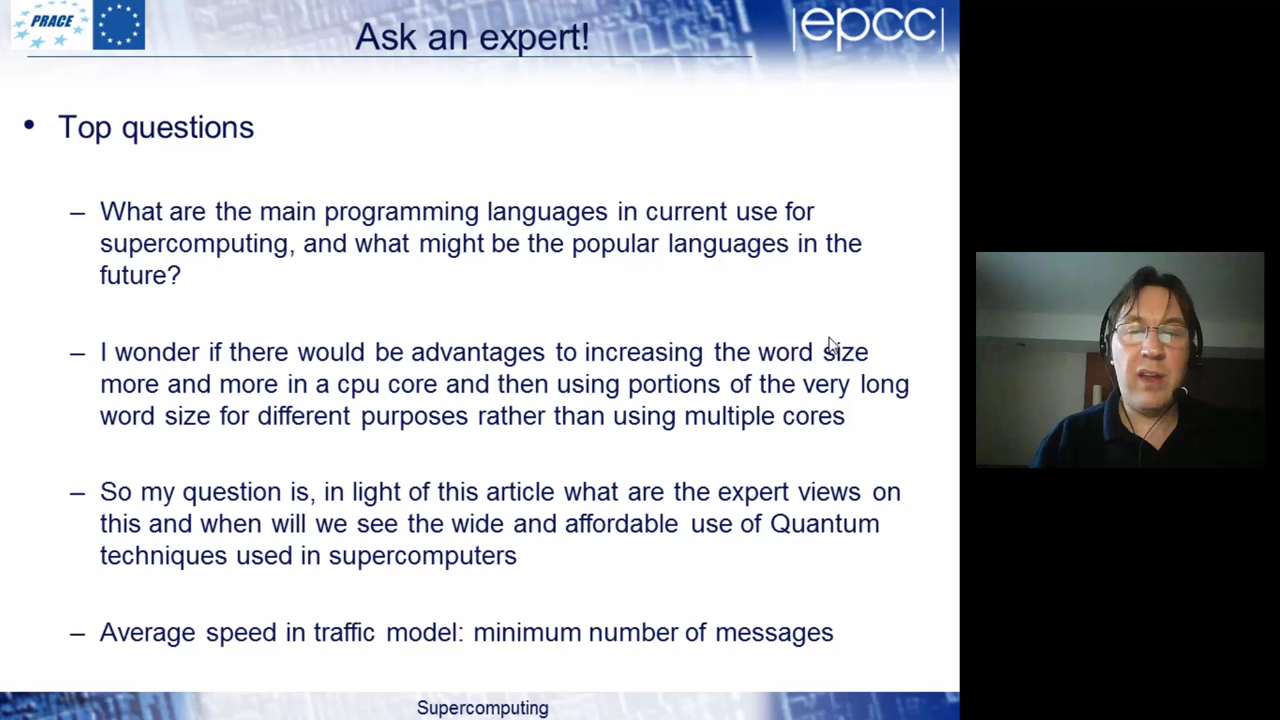 PRACE
Ask an expert!
|epcc|
• Top questions
– What are the main programming languages in current use for
supercomputing, and what might be the popular languages in the
future?
– I wonder if there would be advantages to increasing the word size
more and more in a cpu core and then using portions of the very long
word size for different purposes rather than using multiple cores
– So my question is, in light of this article what are the expert views on
this and when will we see the wide and affordable use of Quantum
techniques used in supercomputers
– Average speed in traffic model: minimum number of messages
Supercomputing